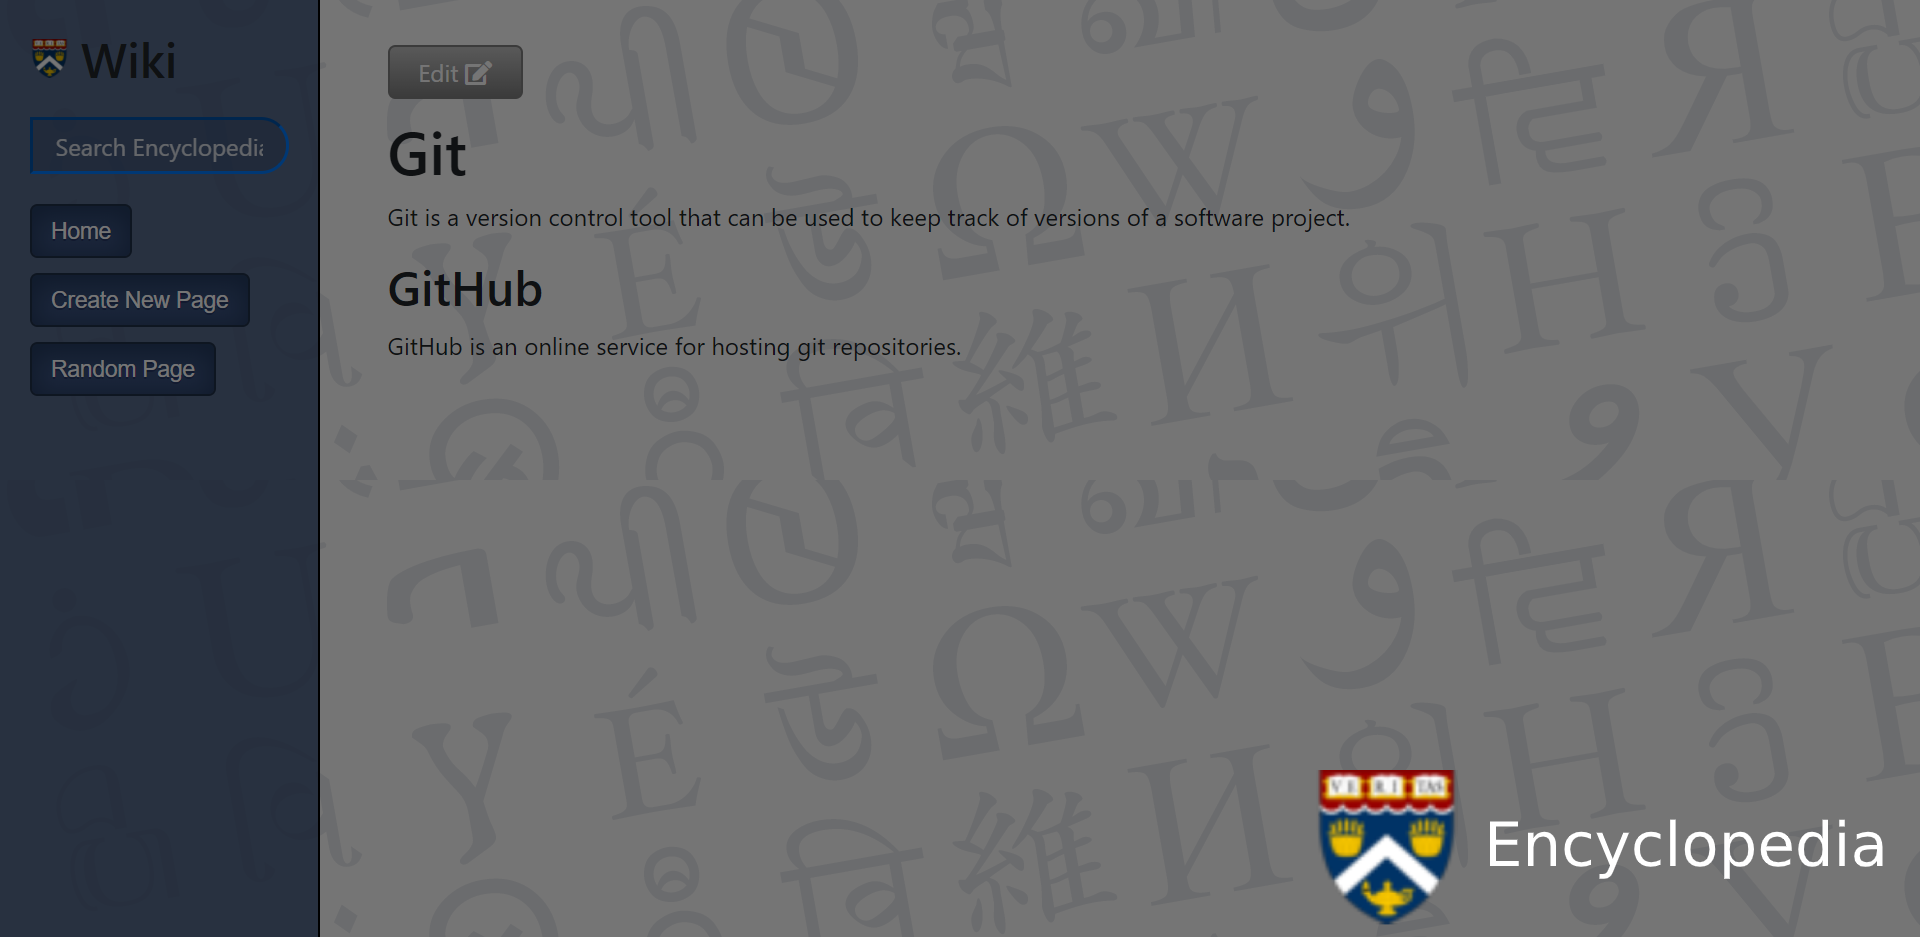 Wiki
Search Encyclopedia
Home
Create New Page
Random Page
Edit
Git
Git is a version control tool that can be used to keep track of versions of a software project.
GitHub
GitHub is an online service for hosting git repositories.
VE RI TAS
Encyclopedia